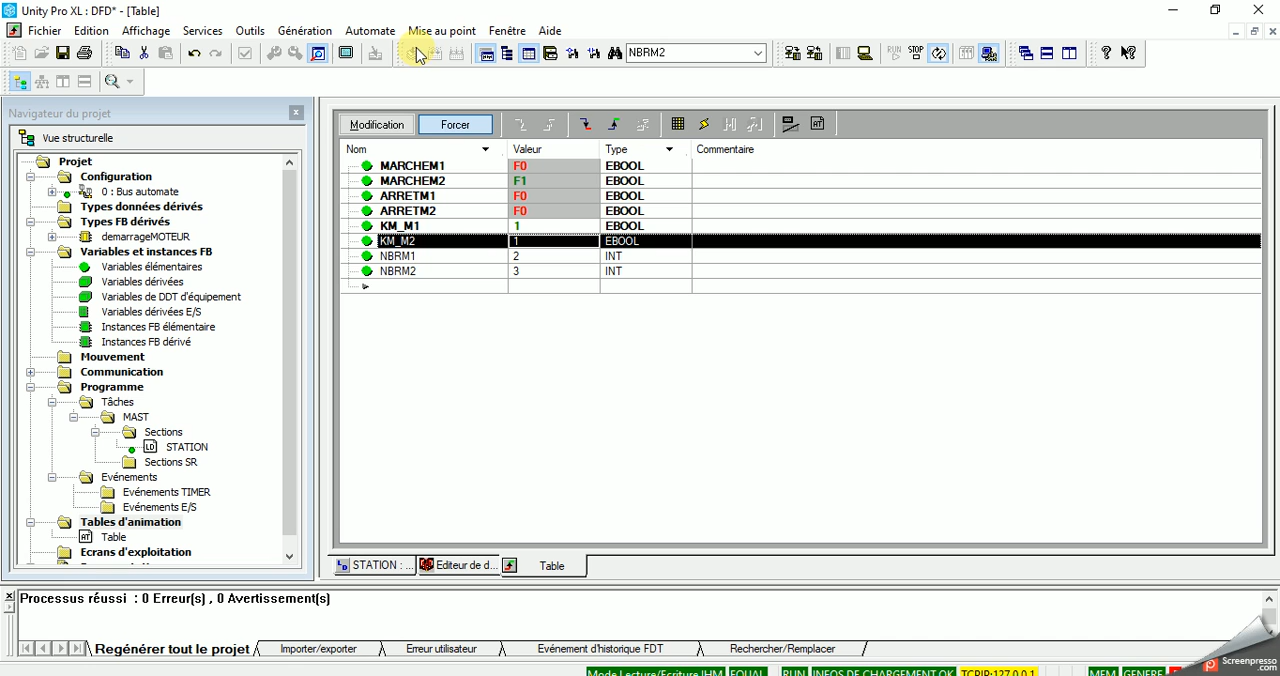 Unity Pro XL : DFD* - [Table]
Fichier Edition Affichage Services Outils Génération Automate Mise au point Fenêtre Aide
NBRM2 RUN STOP
Navigateur du projet
Vue structurelle
Projet
Configuration
0 : Bus automate
Types données dérivés
Types FB dérivés
demarrageMOTEUR
Variables et instances FB
Variables élémentaires
Variables dérivées
Variables de DDT d'équipement
Variables dérivées E/S
Instances FB élémentaire
Instances FB dérivé
Mouvement
Communication
Programme
Tâches
MAST
Sections
STATION
Sections SR
Evénements
Evénements TIMER
Evénements E/S
Tables d'animation
Table
Ecrans d'exploitation
Modification Forcer
Nom Valeur Type Commentaire
MARCHEM1 F0 EBOOL
MARCHEM2 F1 EBOOL
ARRETM1 F0 EBOOL
ARRETM2 F0 EBOOL
KM_M1 1 EBOOL
KM_M2 1 EBOOL
NBRM1 2 INT
NBRM2 3 INT
STATION : ... Editeur de d... Table
Processus réussi : 0 Erreur(s) , 0 Avertissement(s)
Regénérer tout le projet Importer/exporter Erreur utilisateur Evénement d'historique FDT Rechercher/Remplacer
Mode Lecture/Ecriture IHM EQUAL RUN INFOS DE CHARGEMENT OK TCPIP:127.0.0.1 MEM GENERE
Screenpresso.com